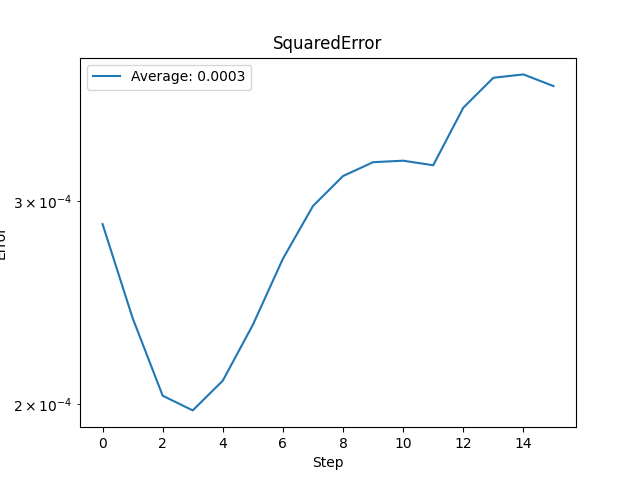 SquaredError
Average: 0.0003
Error
3 × 10⁻⁴
2 × 10⁻⁴
0 2 4 6 8 10 12 14
Step